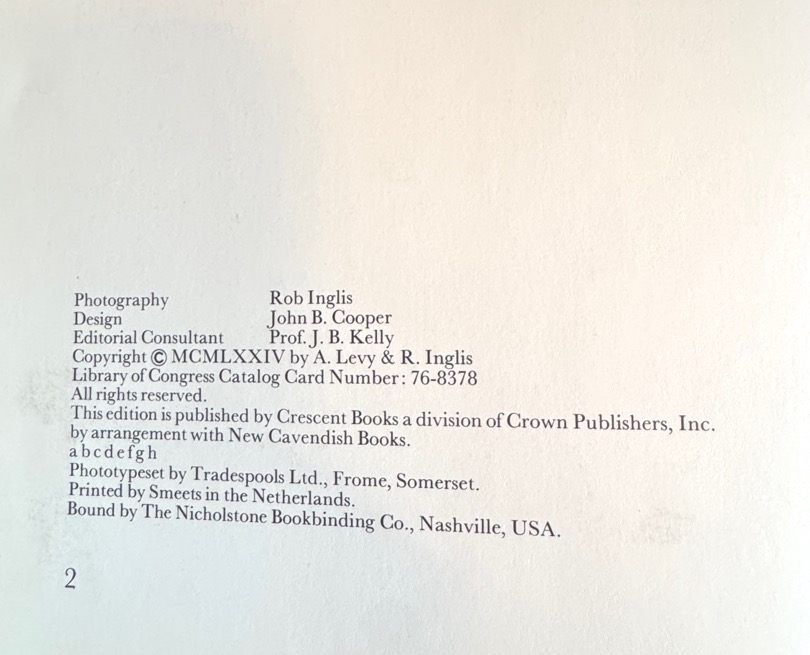 Photography Rob Inglis
Design John B. Cooper
Editorial Consultant Prof. J. B. Kelly
Copyright © MCMLXXIV by A. Levy & R. Inglis
Library of Congress Catalog Card Number: 76-8378
All rights reserved.
This edition is published by Crescent Books a division of Crown Publishers, Inc.
by arrangement with New Cavendish Books.
a b c d e f g h
Phototypeset by Tradespools Ltd., Frome, Somerset.
Printed by Smeets in the Netherlands.
Bound by The Nicholstone Bookbinding Co., Nashville, USA.
2